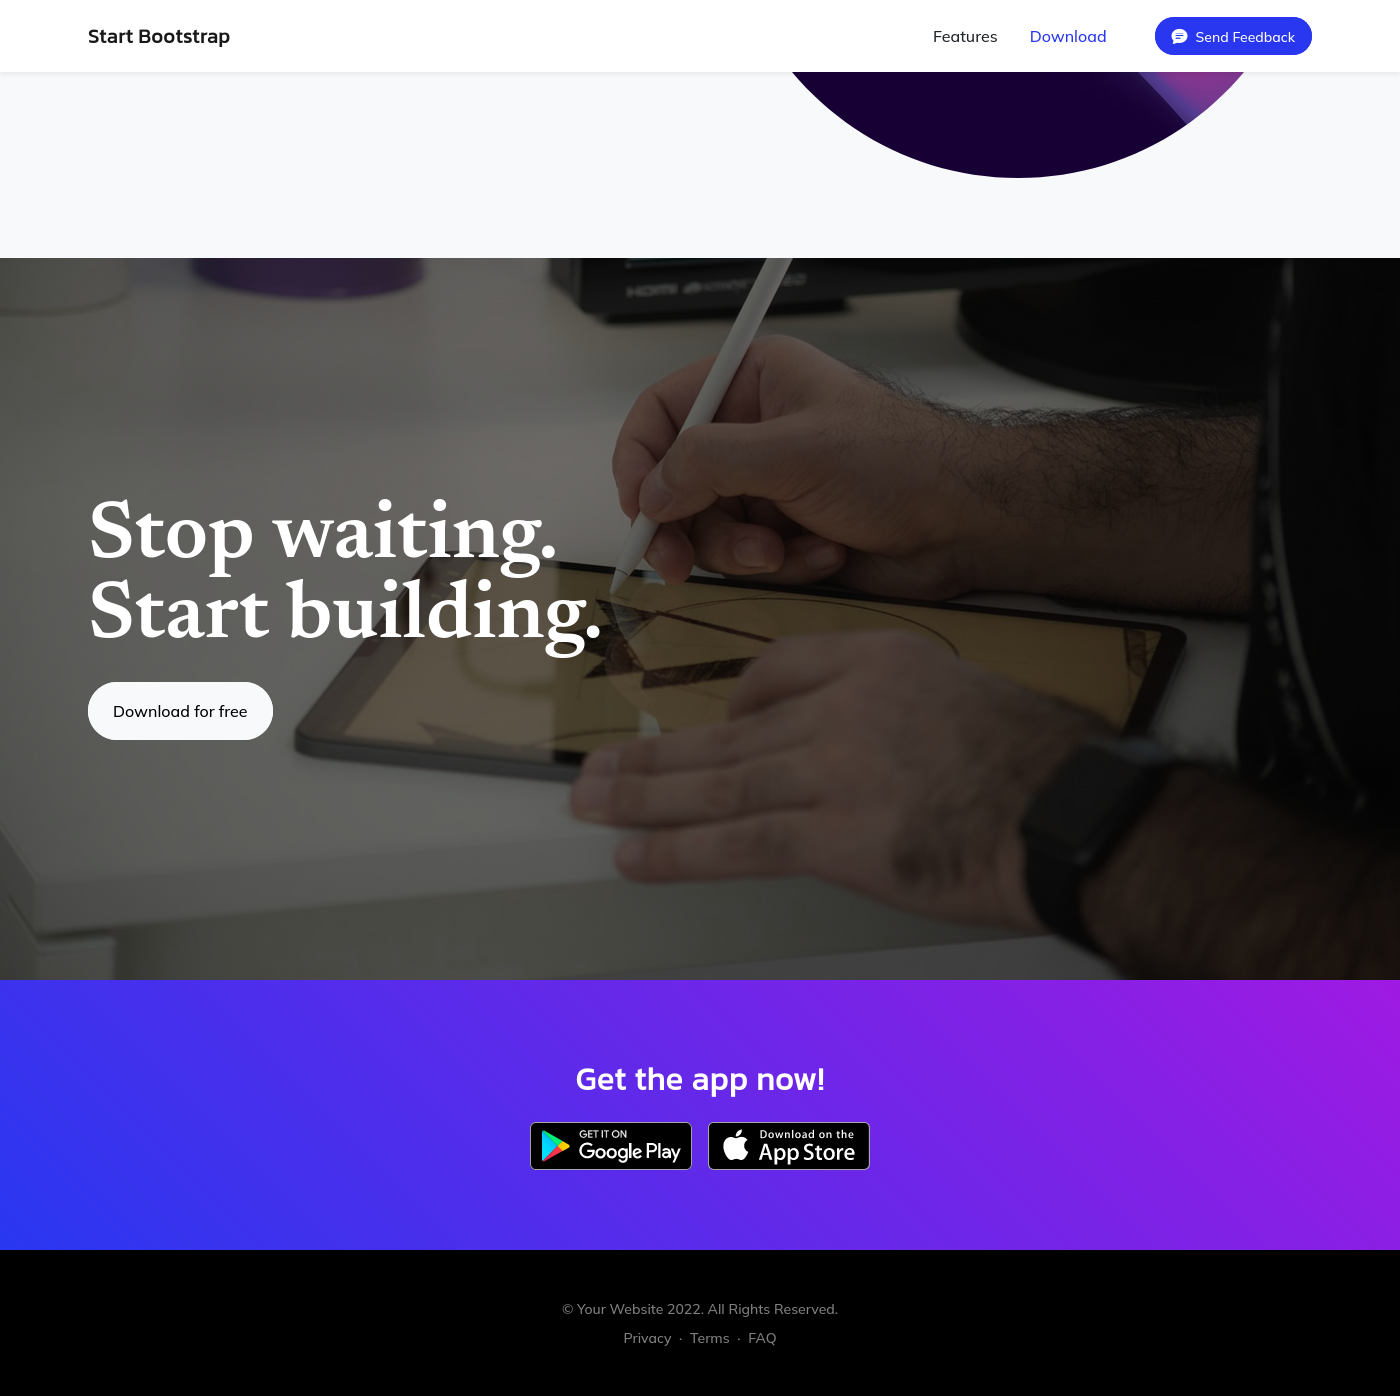 Start Bootstrap
Features
Download
Send Feedback
HDMI
Stop waiting.
Start building.
Download for free
Get the app now!
GET IT ON
Google Play
Download on the
App Store
© Your Website 2022. All Rights Reserved.
Privacy · Terms · FAQ